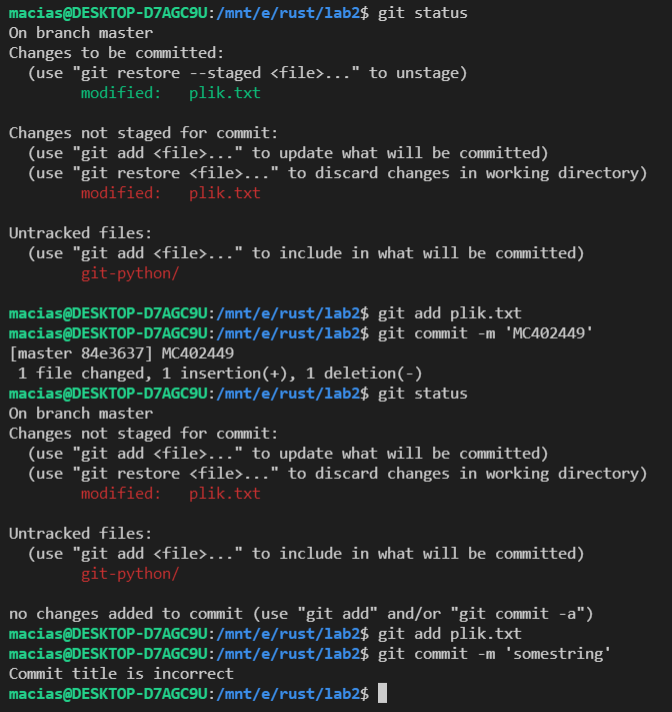 macias@DESKTOP-D7AGC9U:/mnt/e/rust/lab2$ git status
On branch master
Changes to be committed:
  (use "git restore --staged <file>..." to unstage)
        modified:   plik.txt

Changes not staged for commit:
  (use "git add <file>..." to update what will be committed)
  (use "git restore <file>..." to discard changes in working directory)
        modified:   plik.txt

Untracked files:
  (use "git add <file>..." to include in what will be committed)
        git-python/

macias@DESKTOP-D7AGC9U:/mnt/e/rust/lab2$ git add plik.txt
macias@DESKTOP-D7AGC9U:/mnt/e/rust/lab2$ git commit -m 'MC402449'
[master 84e3637] MC402449
 1 file changed, 1 insertion(+), 1 deletion(-)
macias@DESKTOP-D7AGC9U:/mnt/e/rust/lab2$ git status
On branch master
Changes not staged for commit:
  (use "git add <file>..." to update what will be committed)
  (use "git restore <file>..." to discard changes in working directory)
        modified:   plik.txt

Untracked files:
  (use "git add <file>..." to include in what will be committed)
        git-python/

no changes added to commit (use "git add" and/or "git commit -a")
macias@DESKTOP-D7AGC9U:/mnt/e/rust/lab2$ git add plik.txt
macias@DESKTOP-D7AGC9U:/mnt/e/rust/lab2$ git commit -m 'somestring'
Commit title is incorrect
macias@DESKTOP-D7AGC9U:/mnt/e/rust/lab2$